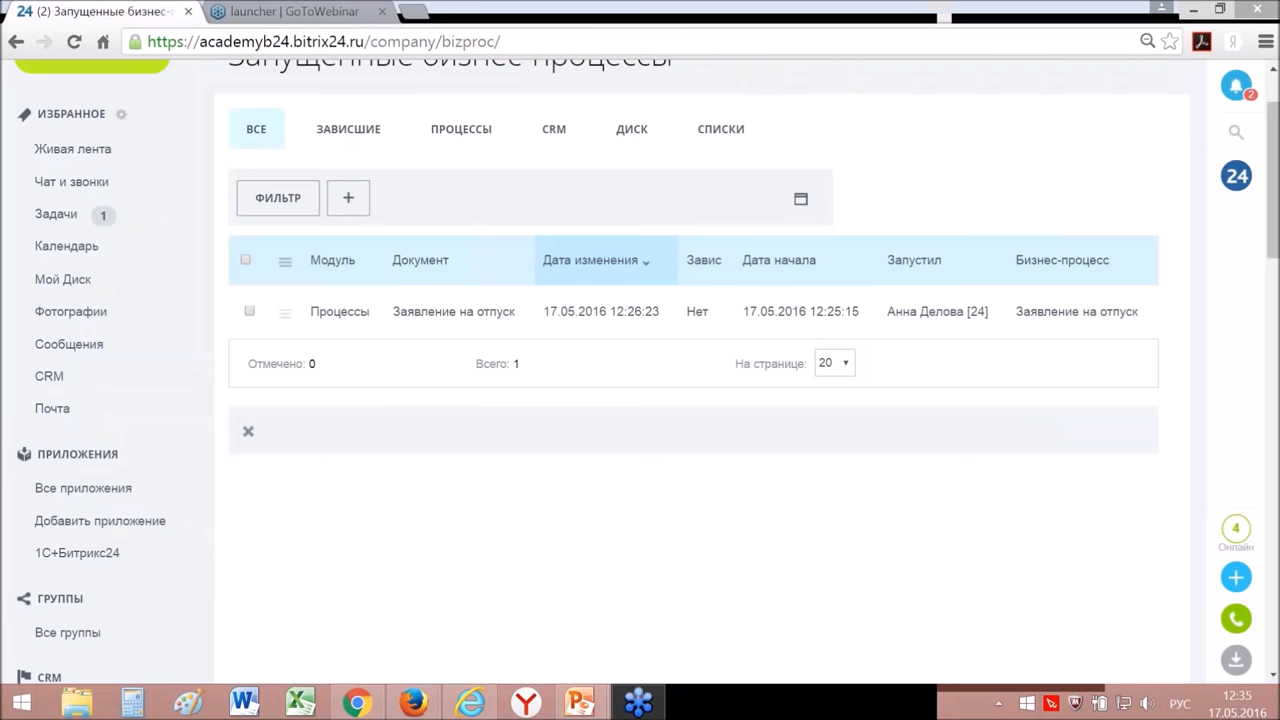 24 (2) Запущенные бизнес-г
launcher | GoToWebinar
https://academyb24.bitrix24.ru/company/bizproc/
Запущенные бизнес процессы
ИЗБРАННОЕ
Живая лента
Чат и звонки
Задачи 1
Календарь
Мой Диск
Фотографии
Сообщения
CRM
Почта
ПРИЛОЖЕНИЯ
Все приложения
Добавить приложение
1С+Битрикс24
ГРУППЫ
Все группы
CRM
ВСЕ ЗАВИСШИЕ ПРОЦЕССЫ CRM ДИСК СПИСКИ
ФИЛЬТР +
Модуль Документ Дата изменения Завис Дата начала Запустил Бизнес-процесс
Процессы Заявление на отпуск 17.05.2016 12:26:23 Нет 17.05.2016 12:25:15 Анна Делова [24] Заявление на отпуск
Отмечено: 0 Всего: 1 На странице: 20
2
Я
24
4
Онлайн
РУС
12:35
17.05.2016